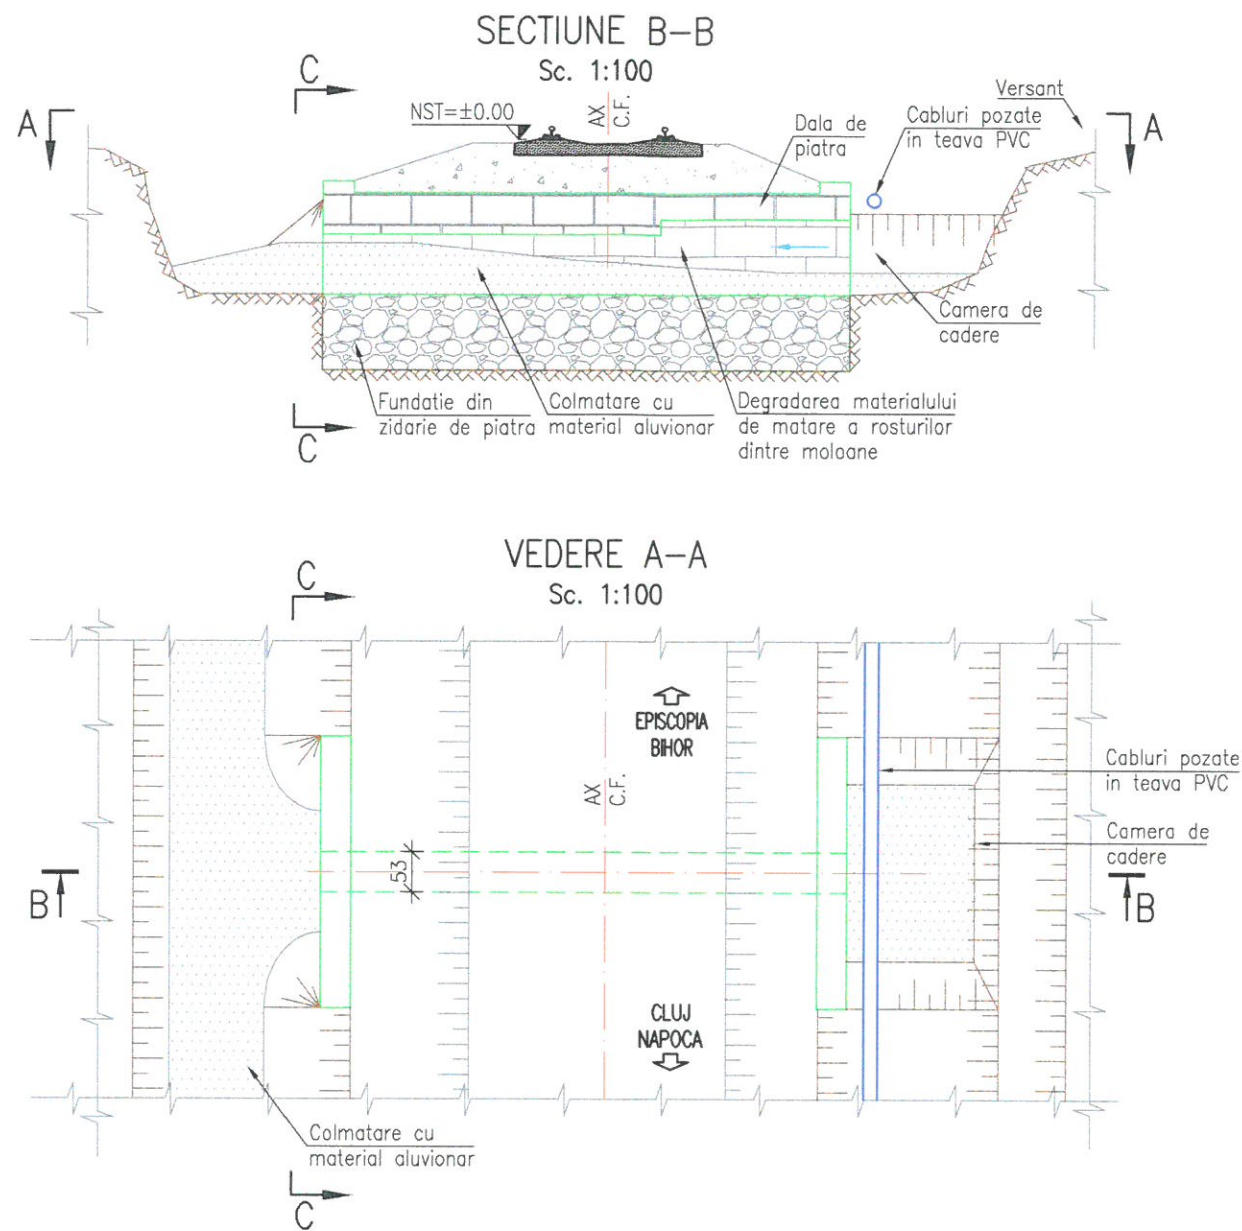 SECTIUNE B-B
Sc. 1:100
C
A
NST=±0.00
AX
C.F.
Dala de
piatra
Cabluri pozate
in teava PVC
Versant
A
Camera de
cadere
C
Fundatie din
zidarie de piatra
Colmatare cu
material aluvionar
Degradarea materialului
de matare a rosturilor
dintre moloane
VEDERE A-A
Sc. 1:100
C
EPISCOPIA
BIHOR
AX
C.F.
Cabluri pozate
in teava PVC
Camera de
cadere
53
B
B
CLUJ
NAPOCA
Colmatare cu
material aluvionar
C